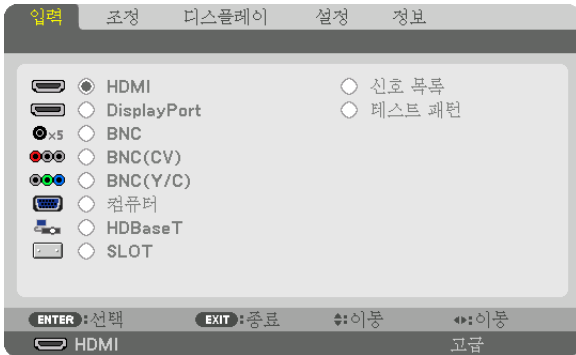 입력 조정 디스플레이 설정 정보
HDMI 신호 목록
DisplayPort 테스트 패턴
×5 BNC
BNC(CV)
BNC(Y/C)
컴퓨터
HDBaseT
SLOT
ENTER:선택 EXIT:종료 :이동 :이동
HDMI 고급